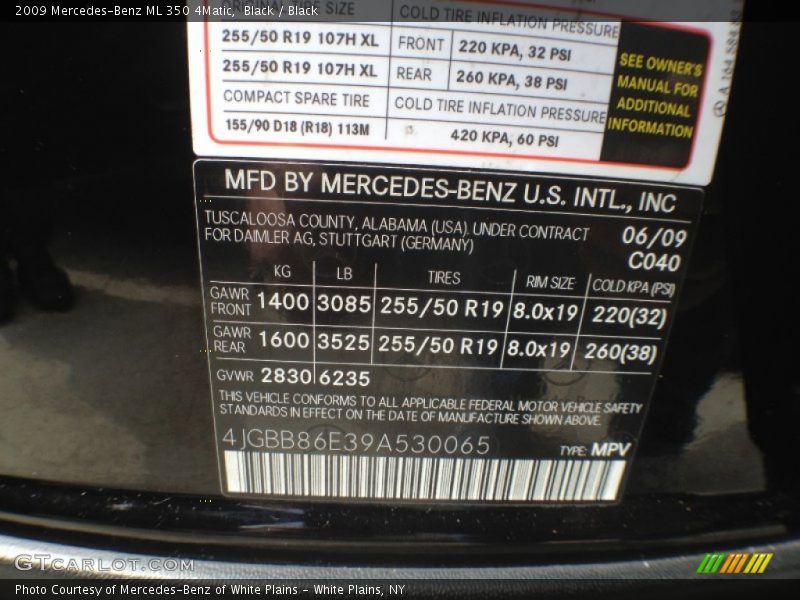 2009 Mercedes-Benz ML 350 4Matic, Black / Black
ORIGINAL TIRE SIZE
COLD TIRE INFLATION PRESSURE
255/50 R19 107H XL FRONT 220 KPA, 32 PSI
255/50 R19 107H XL REAR 260 KPA, 38 PSI
COMPACT SPARE TIRE COLD TIRE INFLATION PRESSURE
155/90 D18 (R18) 113M 420 KPA, 60 PSI
SEE OWNER'S
MANUAL FOR
ADDITIONAL
INFORMATION
MFD BY MERCEDES-BENZ U.S. INTL., INC
TUSCALOOSA COUNTY, ALABAMA (USA), UNDER CONTRACT
FOR DAIMLER AG, STUTTGART (GERMANY)
06/09
C040
KG LB TIRES RIM SIZE COLD KPA (PSI)
GAWR FRONT 1400 3085 255/50 R19 8.0x19 220(32)
GAWR REAR 1600 3525 255/50 R19 8.0x19 260(38)
GVWR 2830 6235
THIS VEHICLE CONFORMS TO ALL APPLICABLE FEDERAL MOTOR VEHICLE SAFETY
STANDARDS IN EFFECT ON THE DATE OF MANUFACTURE SHOWN ABOVE.
4JGBB86E39A530065 TYPE: MPV
GTCARLOT.COM
Photo Courtesy of Mercedes-Benz of White Plains - White Plains, NY